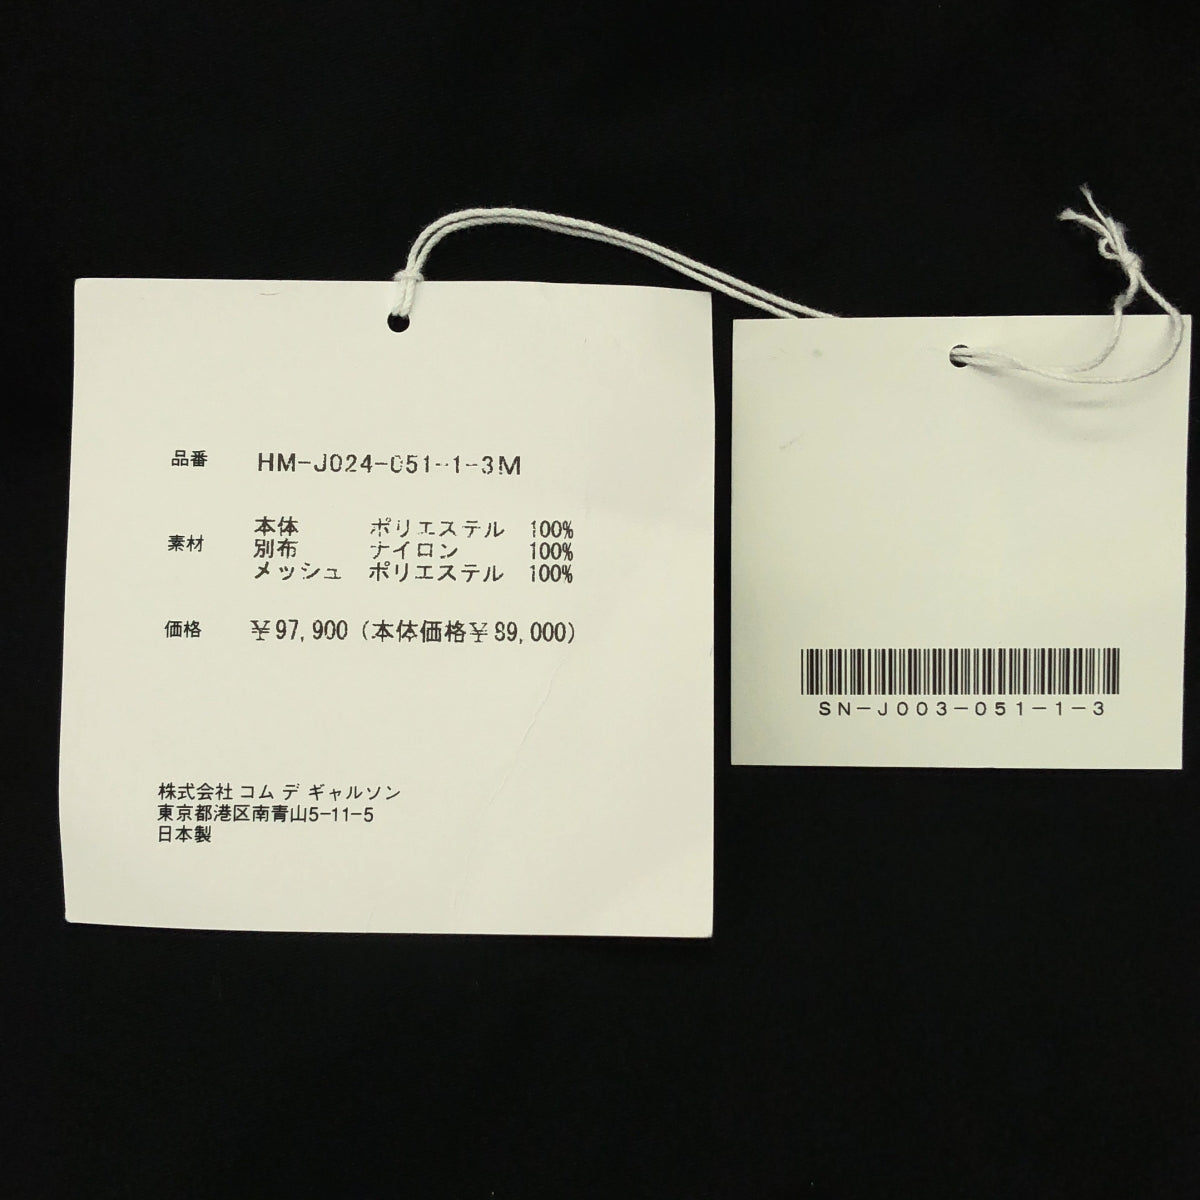 品番 HM-J024-051-1-3M
素材 本体 ポリエステル 100%
別布 ナイロン 100%
メッシュ ポリエステル 100%
価格 ¥97,900 (本体価格¥89,000)
株式会社 コム デ ギャルソン
東京都港区南青山5-11-5
日本製
SN-J003-051-1-3